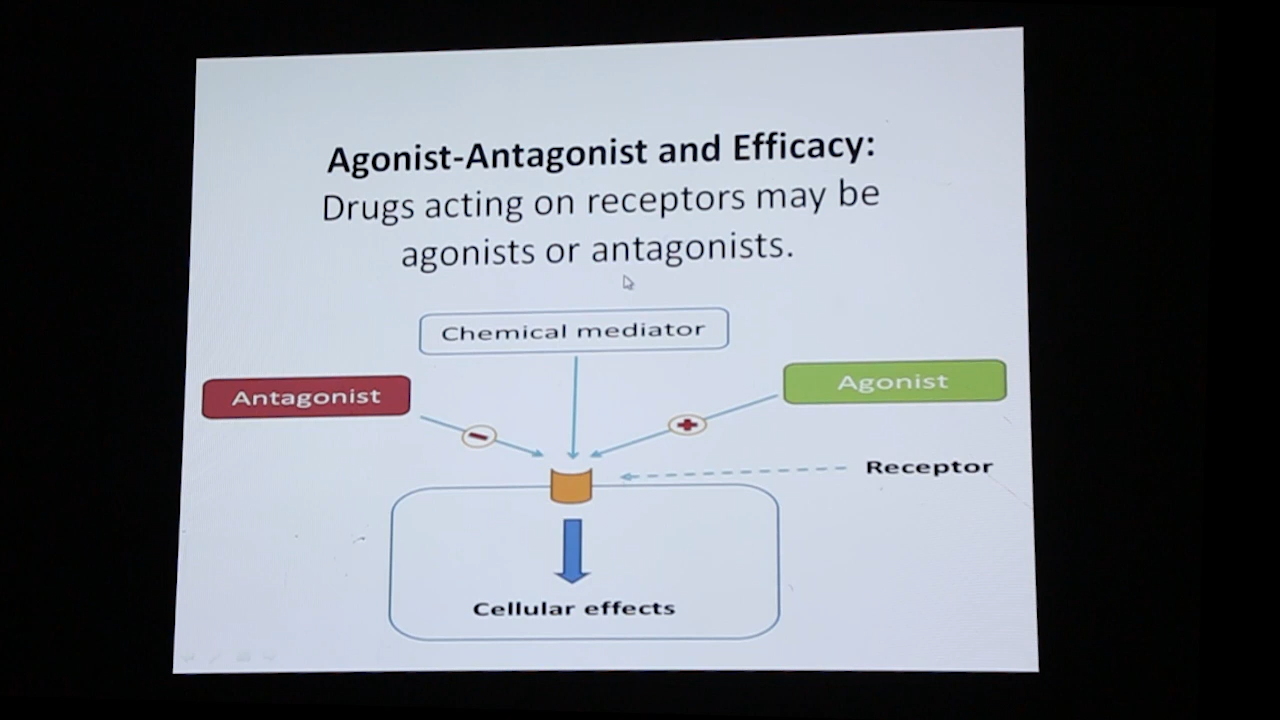 Agonist-Antagonist and Efficacy:
Drugs acting on receptors may be
agonists or antagonists.
Chemical mediator
Antagonist
Agonist
Receptor
Cellular effects